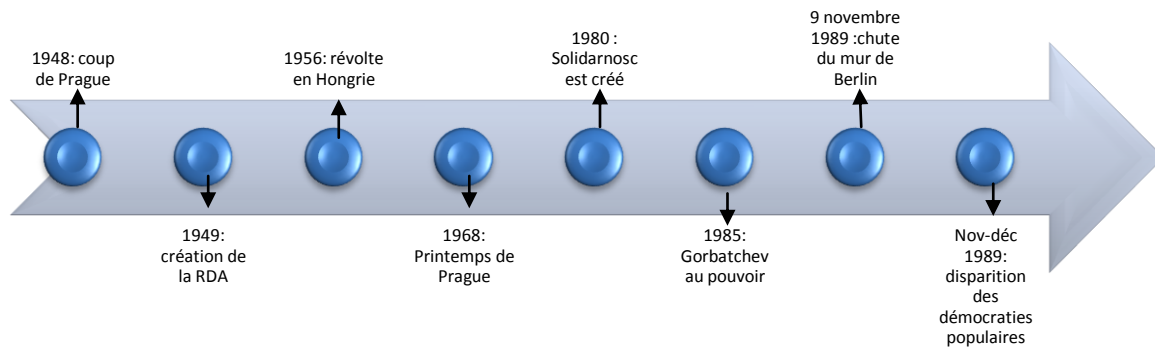 1948: coup
de Prague
1949:
création de
la RDA
1956: révolte
en Hongrie
1968:
Printemps de
Prague
1980 :
Solidarnosc
est créé
1985:
Gorbatchev
au pouvoir
9 novembre
1989 :chute
du mur de
Berlin
Nov-déc
1989:
disparition
des
démocraties
populaires